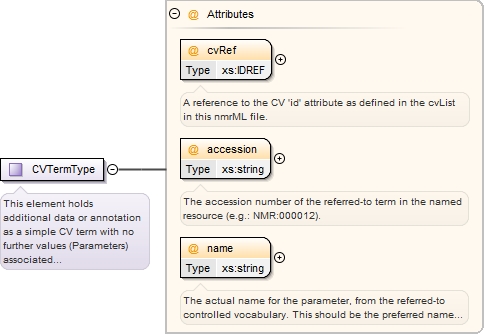 @ Attributes
@ cvRef
Type xs:IDREF
A reference to the CV 'id' attribute as defined in the cvList
in this nmrML file.
@ accession
Type xs:string
The accession number of the referred-to term in the named
resource (e.g.: NMR:000012).
CVTermType
This element holds
additional data or annotation
as a simple CV term with no
further values (Parameters)
associated...
@ name
Type xs:string
The actual name for the parameter, from the referred-to
controlled vocabulary. This should be the preferred name...